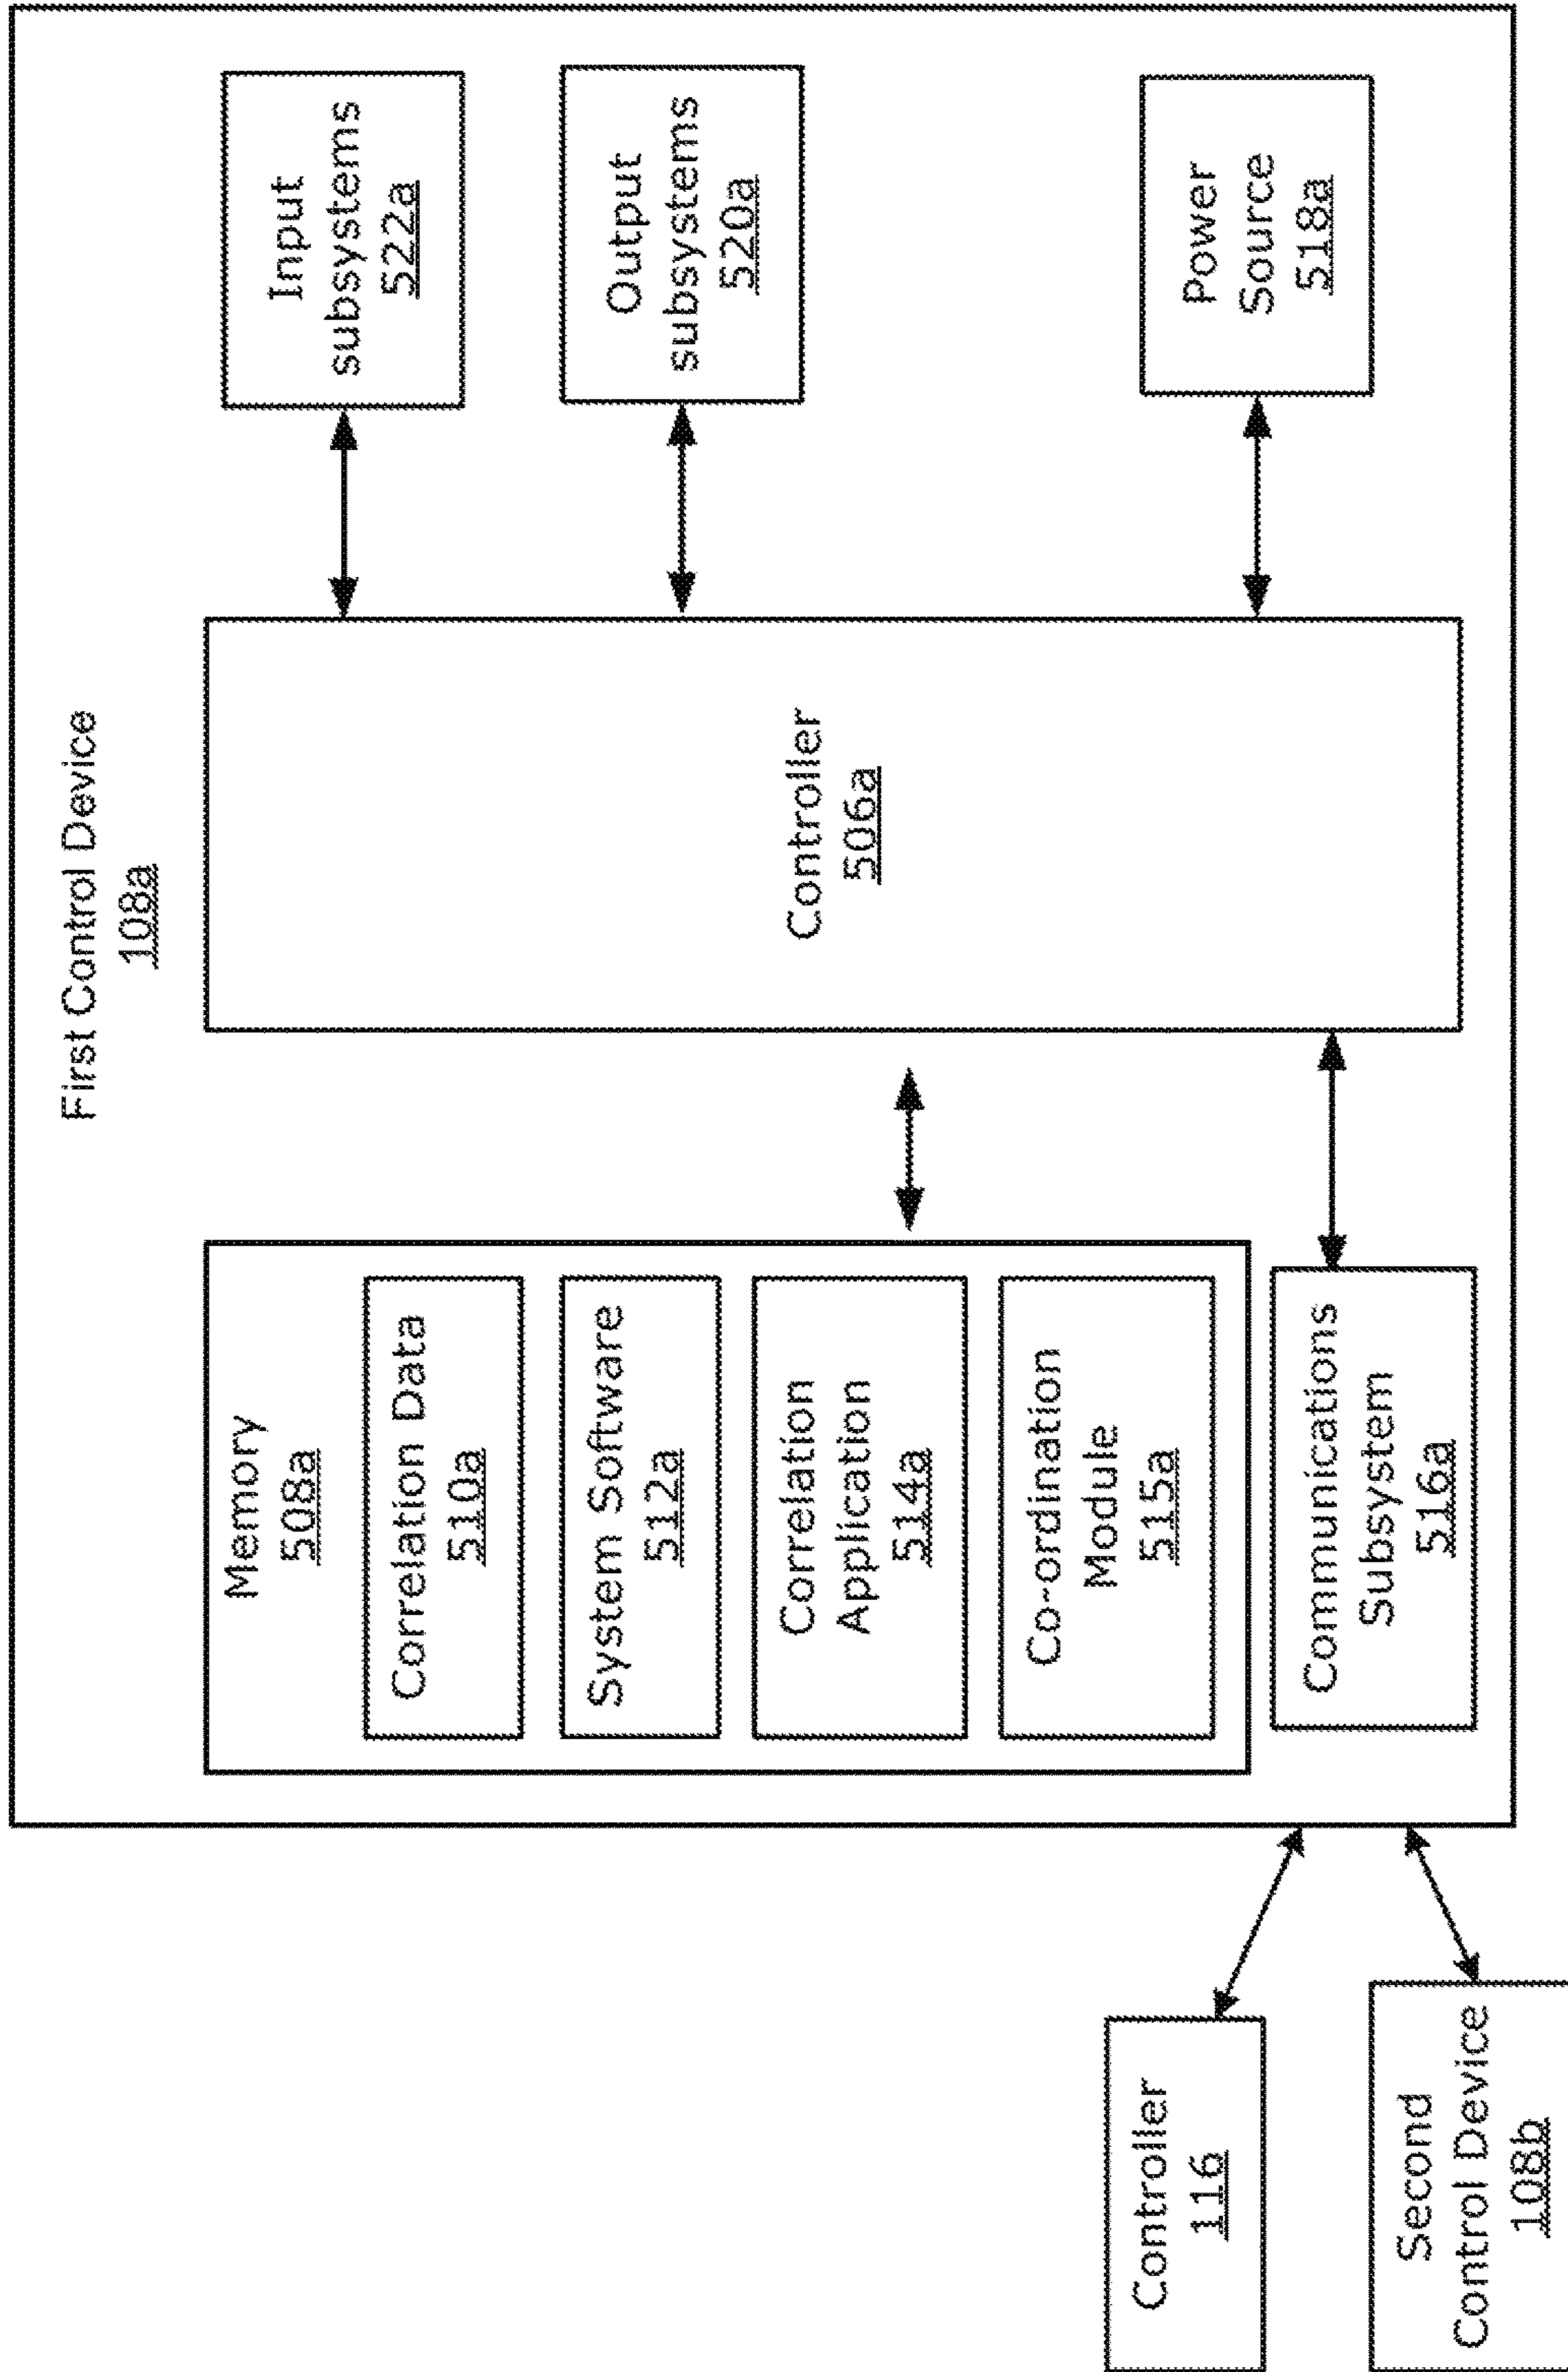 First Control Device
108a
Memory
508a
Correlation Data
510a
System Software
512a
Correlation
Application
514a
Co-ordination
Module
515a
Communications
Subsystem
516a
Controller
506a
Input
subsystems
522a
Output
subsystems
520a
Power
Source
518a
Controller
116
Second
Control Device
108b